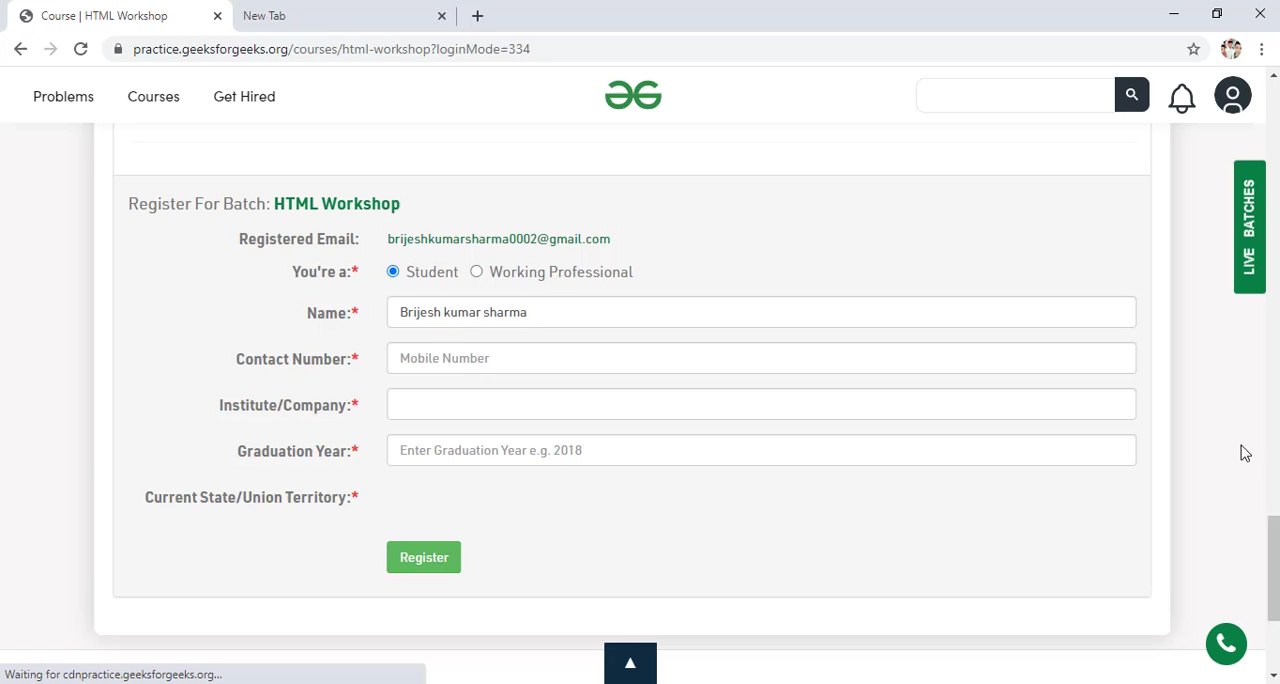 Course | HTML Workshop
New Tab
practice.geeksforgeeks.org/courses/html-workshop?loginMode=334
Problems
Courses
Get Hired
LIVE BATCHES
Register For Batch: HTML Workshop
Registered Email: brijeshkumarsharma0002@gmail.com
You're a:* Student Working Professional
Name:* Brijesh kumar sharma
Contact Number:* Mobile Number
Institute/Company:*
Graduation Year:* Enter Graduation Year e.g. 2018
Current State/Union Territory:*
Register
Waiting for cdnpractice.geeksforgeeks.org...